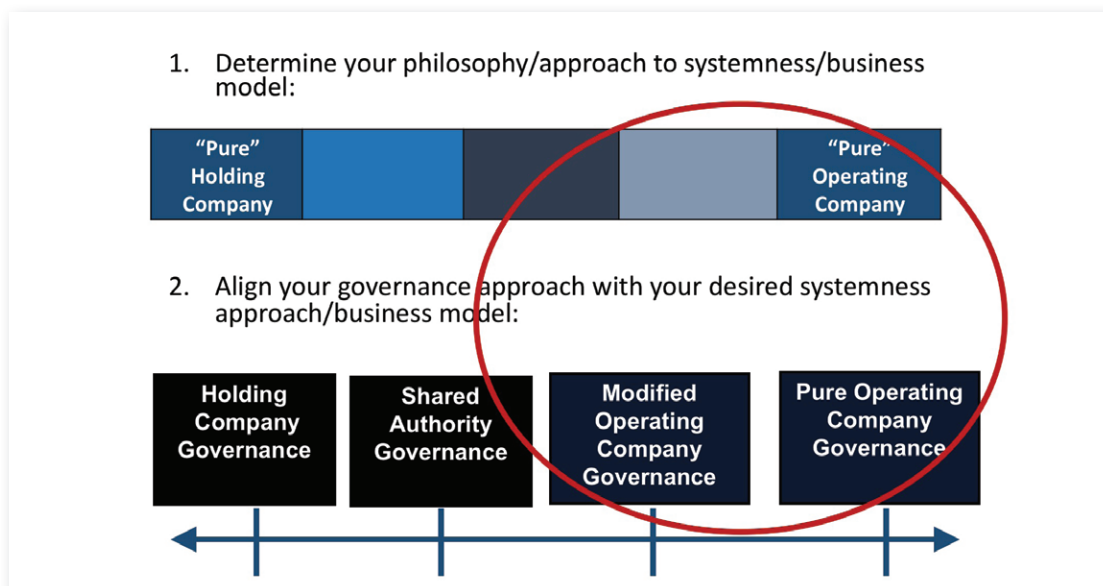 1. Determine your philosophy/approach to systemness/business
model:
“Pure”
Holding
Company
“Pure”
Operating
Company
2. Align your governance approach with your desired systemness
approach/business model:
Holding
Company
Governance
Shared
Authority
Governance
Modified
Operating
Company
Governance
Pure Operating
Company
Governance